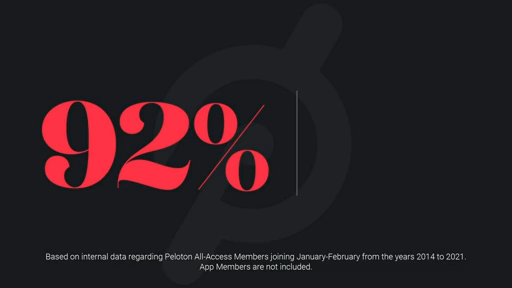 92%
Based on internal data regarding Peloton All-Access Members joining January-February from the years 2014 to 2021.
App Members are not included.